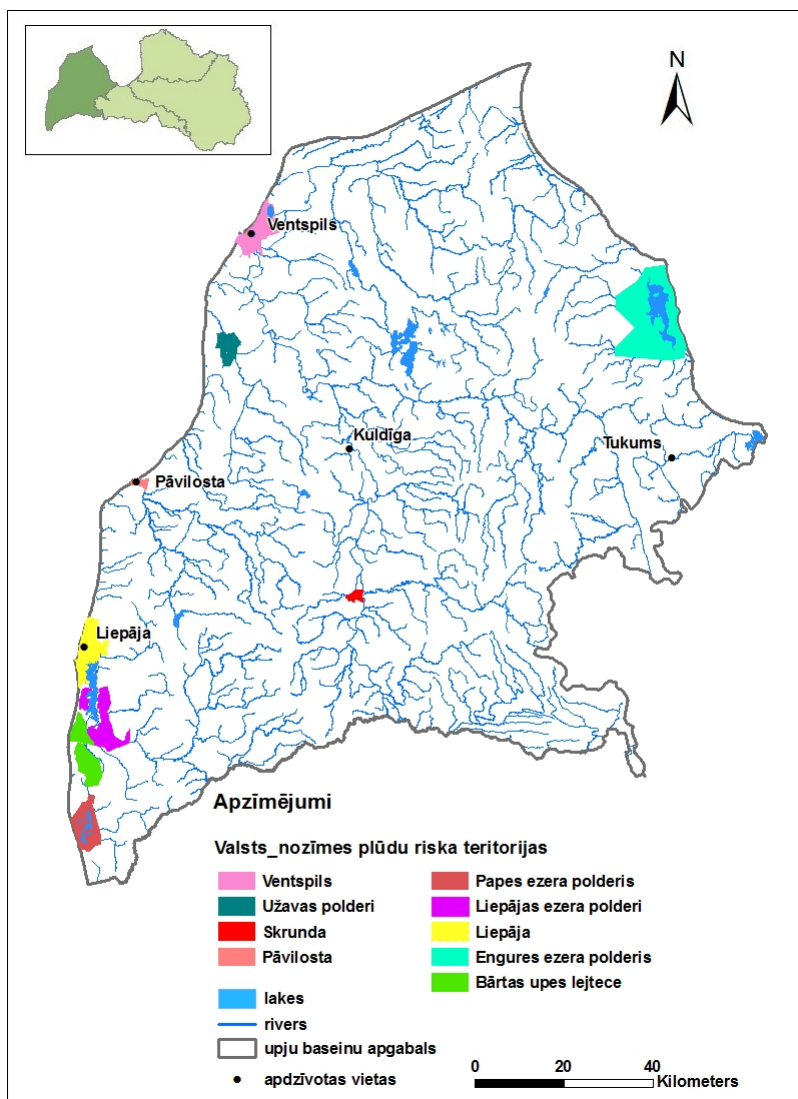 N
Ventspils
Kuldīga
Tukums
Pāvilosta
Liepāja
Apzīmējumi
Valsts_nozīmes plūdu riska teritorijas
Ventspils
Papes ezera polderis
Užavas polderi
Liepājas ezera polderi
Skrunda
Liepāja
Pāvilosta
Engures ezera polderis
Bārtas upes lejtece
lakes
rivers
upju baseinu apgabals
apdzīvotas vietas
0 20 40
Kilometers